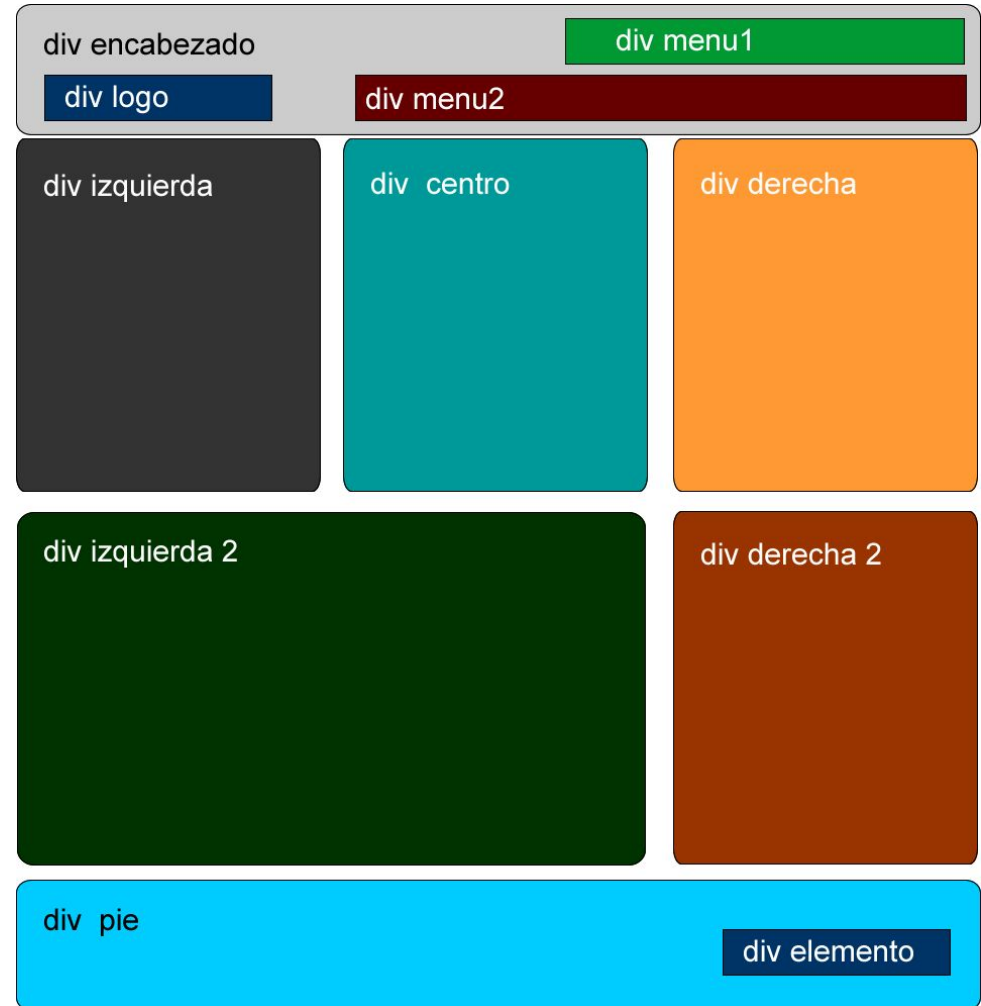 div encabezado
div menu1
div logo
div menu2
div izquierda
div  centro
div derecha
div izquierda 2
div derecha 2
div  pie
div elemento